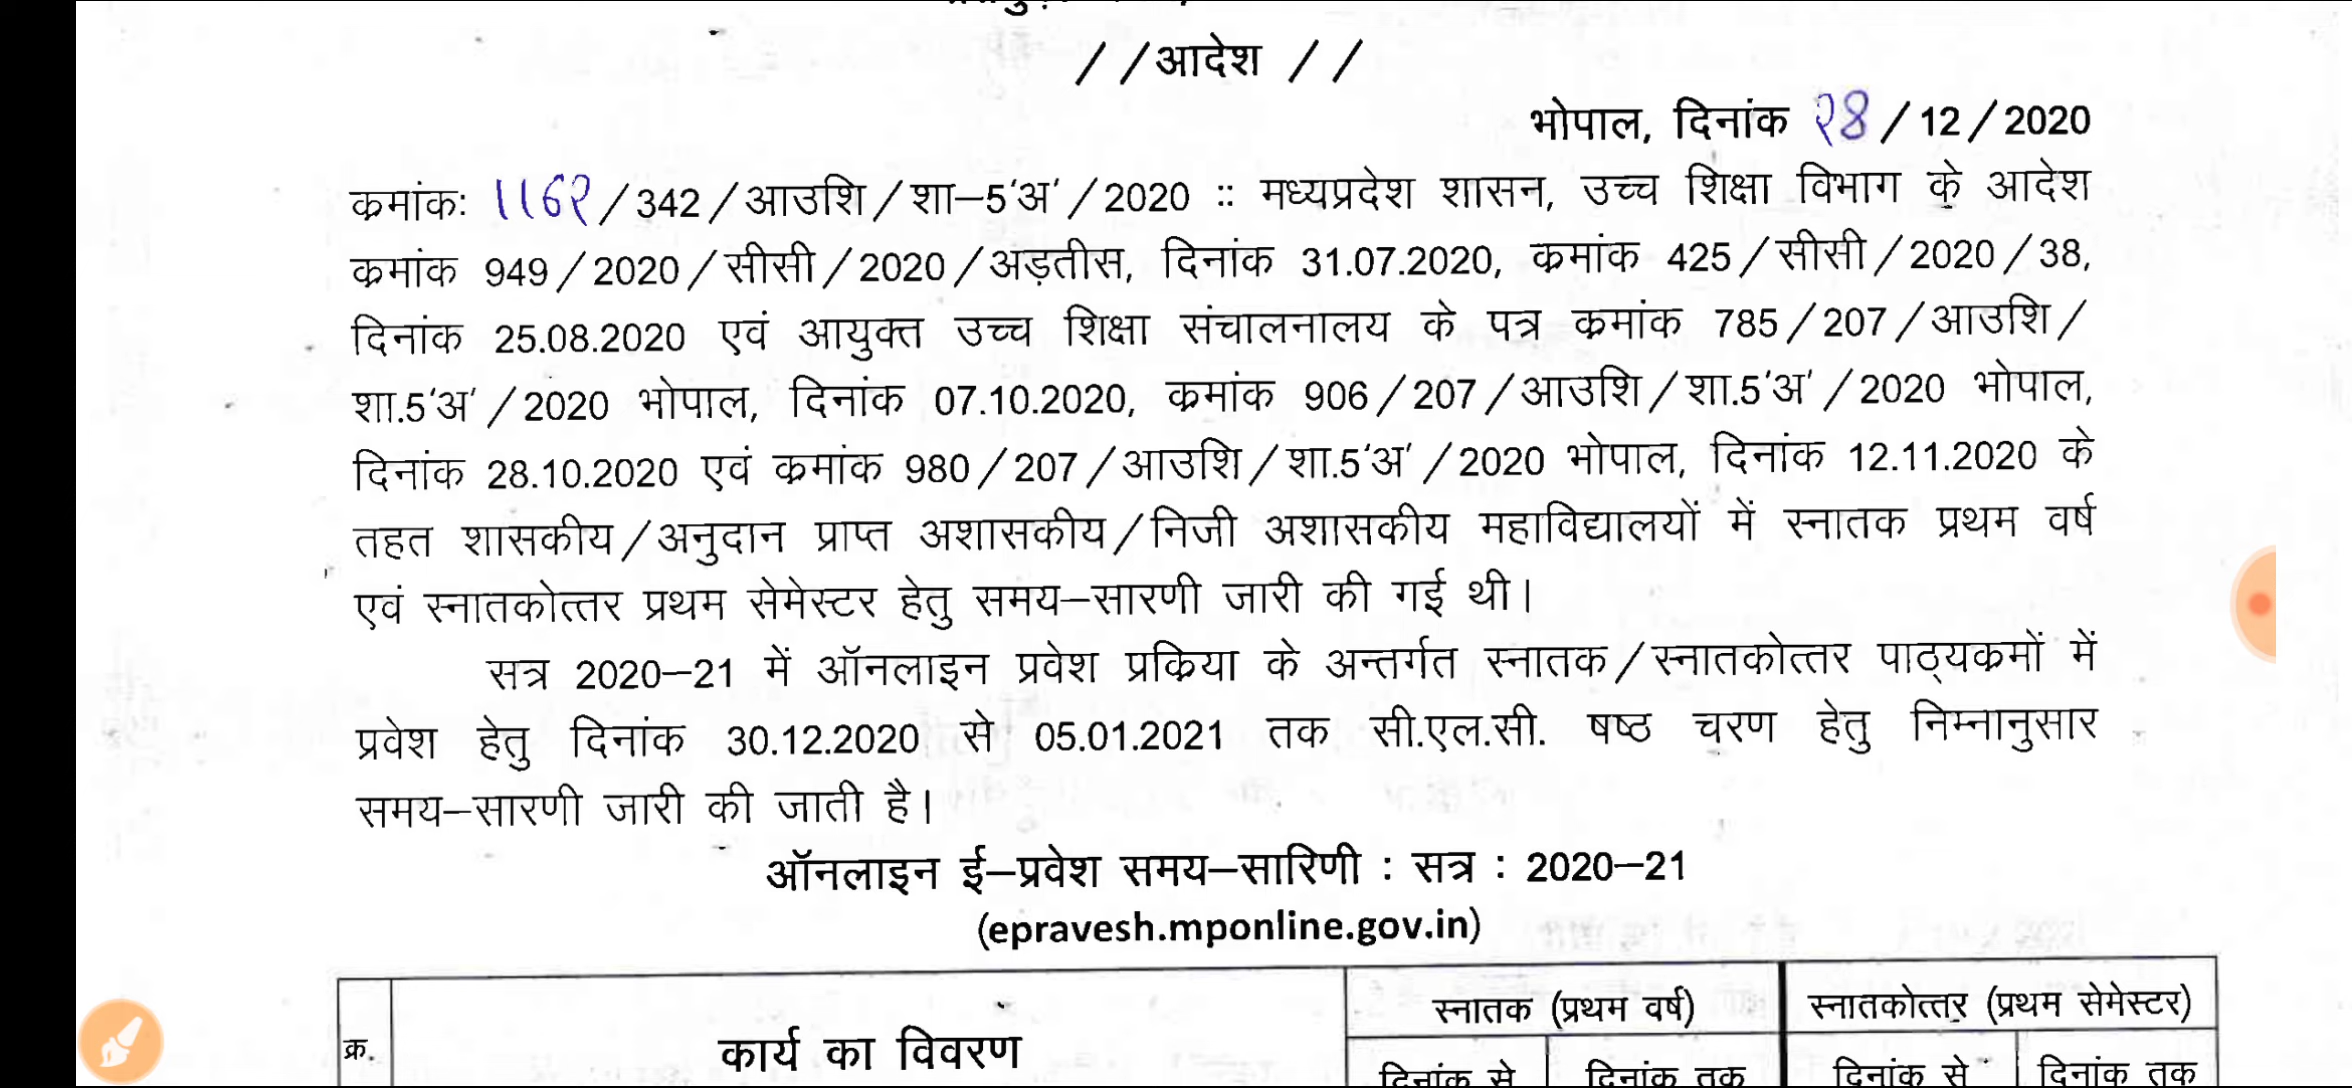 //आदेश //
भोपाल, दिनांक २8/12/2020
क्रमांकः 116२/342/आउशि/शा–5'अ'/2020 :: मध्यप्रदेश शासन, उच्च शिक्षा विभाग के आदेश
क्रमांक 949/2020/सीसी/2020/अड़तीस, दिनांक 31.07.2020, क्रमांक 425/सीसी/2020/38,
दिनांक 25.08.2020 एवं आयुक्त उच्च शिक्षा संचालनालय के पत्र क्रमांक 785/207/आउशि/
शा.5'अ'/2020 भोपाल, दिनांक 07.10.2020, क्रमांक 906/207/आउशि/शा.5'अ'/2020 भोपाल,
दिनांक 28.10.2020 एवं क्रमांक 980/207/आउशि/शा.5'अ'/2020 भोपाल, दिनांक 12.11.2020 के
तहत शासकीय/अनुदान प्राप्त अशासकीय/निजी अशासकीय महाविद्यालयों में स्नातक प्रथम वर्ष
एवं स्नातकोत्तर प्रथम सेमेस्टर हेतु समय–सारणी जारी की गई थी।
सत्र 2020–21 में ऑनलाइन प्रवेश प्रक्रिया के अन्तर्गत स्नातक/स्नातकोत्तर पाठ्यक्रमों में
प्रवेश हेतु दिनांक 30.12.2020 से 05.01.2021 तक सी.एल.सी. षष्ठ चरण हेतु निम्नानुसार
समय–सारणी जारी की जाती है।
ऑनलाइन ई–प्रवेश समय–सारिणी : सत्र : 2020–21
(epravesh.mponline.gov.in)
स्नातक (प्रथम वर्ष) स्नातकोत्तर (प्रथम सेमेस्टर)
क्र. कार्य का विवरण
दिनांक से दिनांक तक दिनांक से दिनांक तक